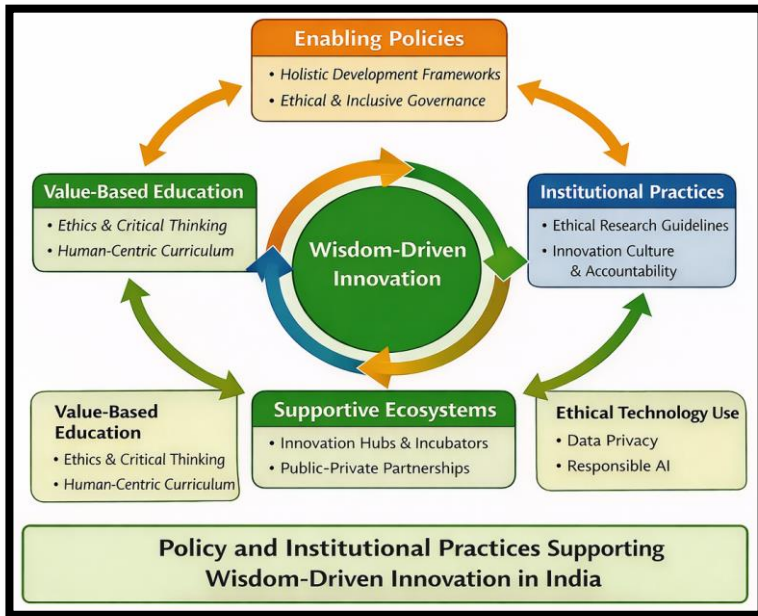 Enabling Policies
• Holistic Development Frameworks
• Ethical & Inclusive Governance
Value-Based Education
• Ethics & Critical Thinking
• Human-Centric Curriculum
Wisdom-Driven
Innovation
Institutional Practices
• Ethical Research Guidelines
• Innovation Culture
& Accountability
Value-Based
Education
• Ethics & Critical Thinking
• Human-Centric Curriculum
Supportive Ecosystems
• Innovation Hubs & Incubators
• Public-Private Partnerships
Ethical Technology Use
• Data Privacy
• Responsible AI
Policy and Institutional Practices Supporting
Wisdom-Driven Innovation in India